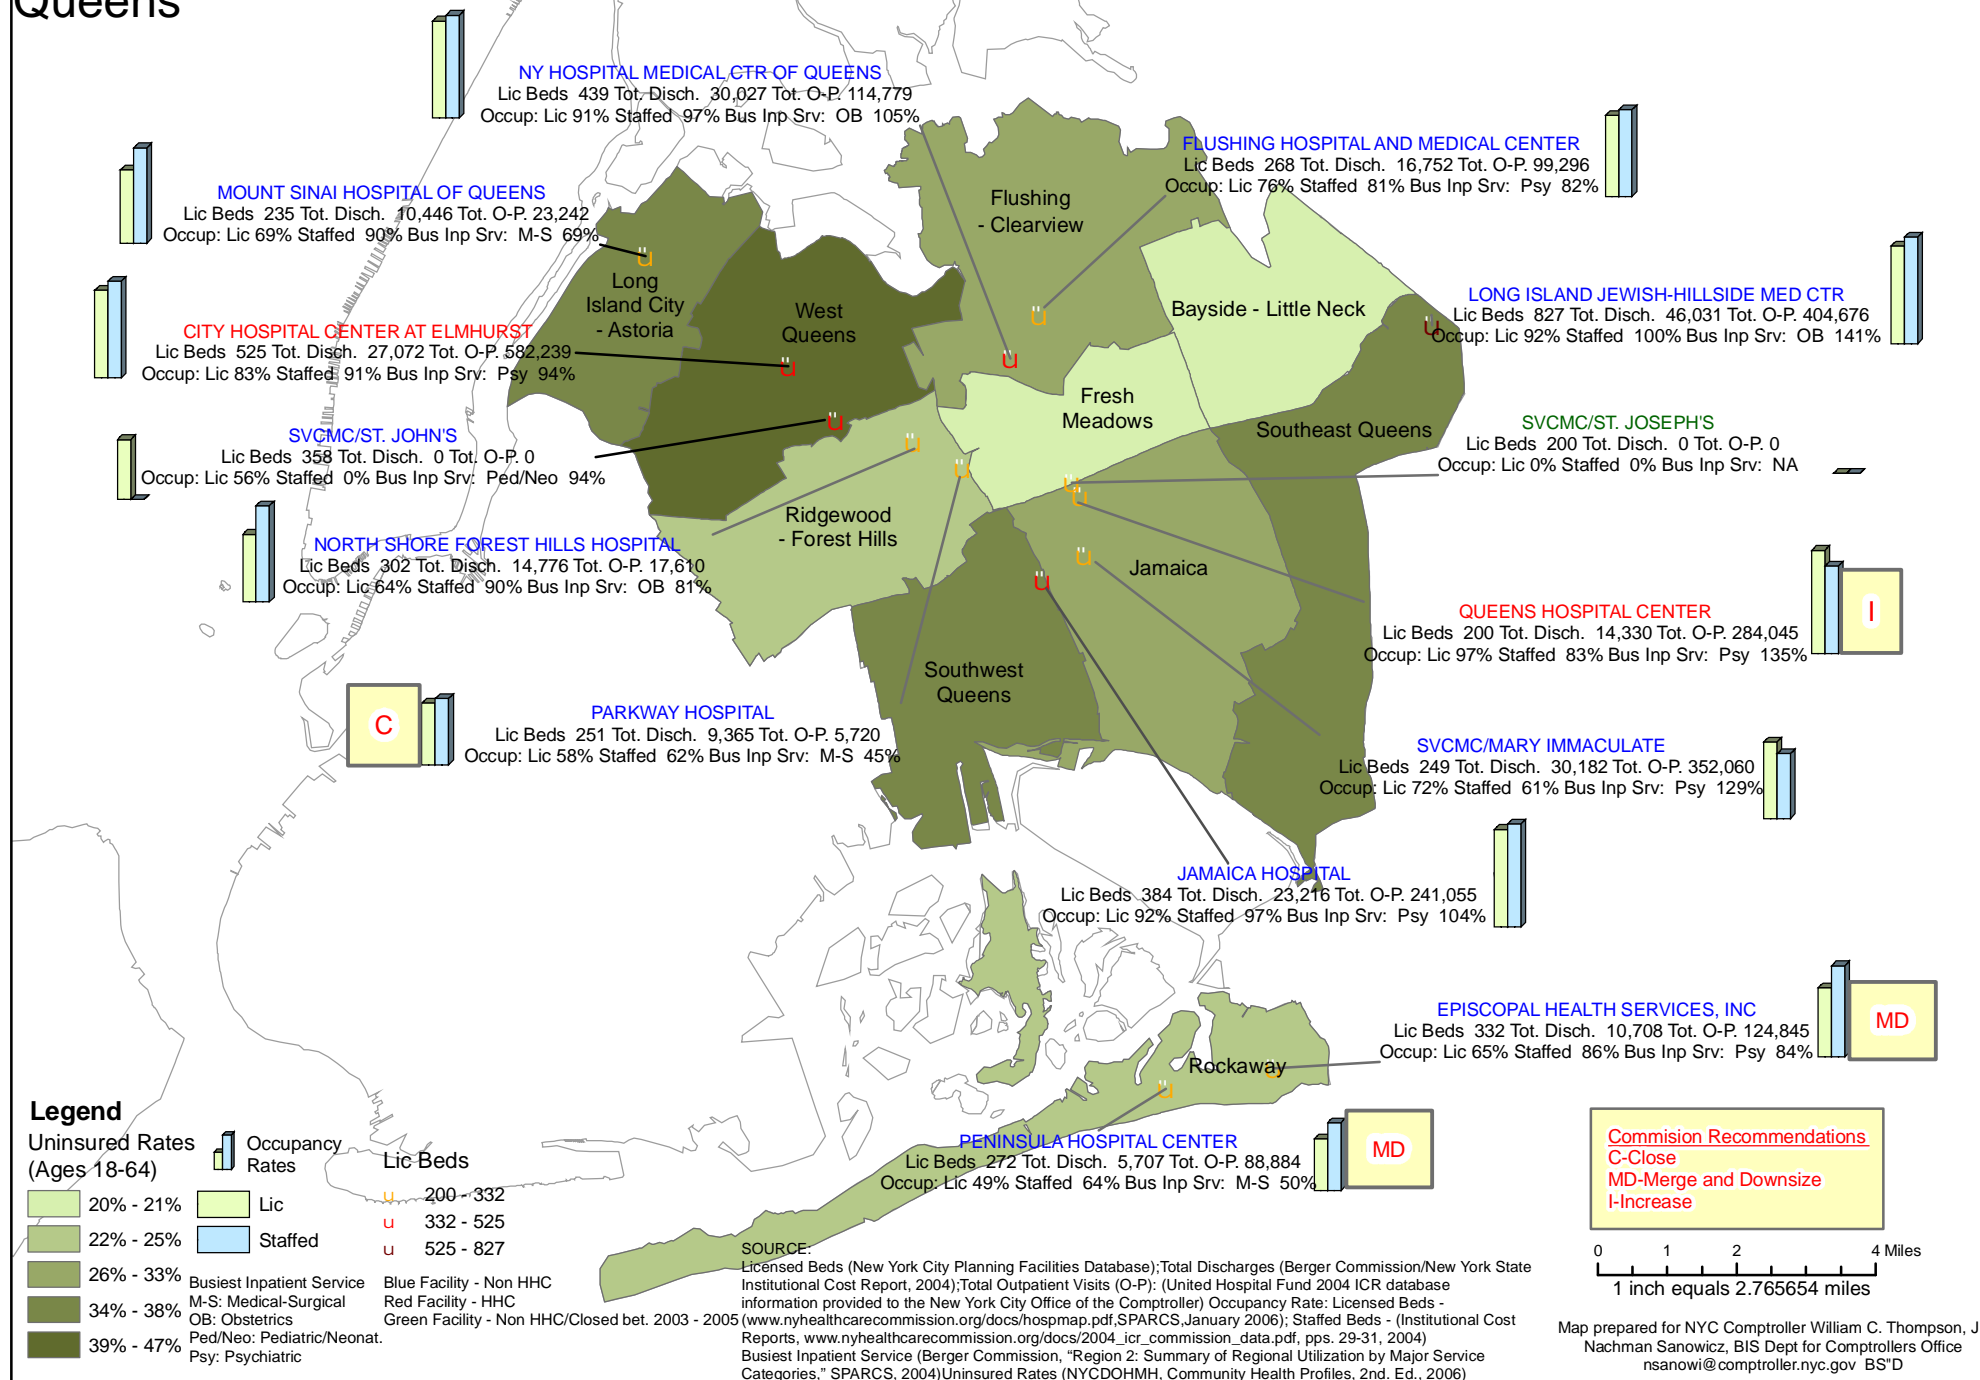 Queens
NY HOSPITAL MEDICAL CTR OF QUEENS
Lic Beds 439 Tot. Disch. 30,027 Tot. O-P. 114,779
Occup: Lic 91% Staffed 97% Bus Inp Srv: OB 105%
FLUSHING HOSPITAL AND MEDICAL CENTER
Lic Beds 268 Tot. Disch. 16,752 Tot. O-P. 99,296
Occup: Lic 76% Staffed 81% Bus Inp Srv: Psy 82%
MOUNT SINAI HOSPITAL OF QUEENS
Lic Beds 235 Tot. Disch. 10,446 Tot. O-P. 23,242
Occup: Lic 69% Staffed 90% Bus Inp Srv: M-S 69%
Flushing
- Clearview
Long
Island City
- Astoria
West
Queens
Bayside - Little Neck
LONG ISLAND JEWISH-HILLSIDE MED CTR
Lic Beds 827 Tot. Disch. 46,031 Tot. O-P. 404,676
Occup: Lic 92% Staffed 100% Bus Inp Srv: OB 141%
CITY HOSPITAL CENTER AT ELMHURST
Lic Beds 525 Tot. Disch. 27,072 Tot. O-P. 582,239
Occup: Lic 83% Staffed 91% Bus Inp Srv: Psy 94%
Fresh
Meadows
Southeast Queens
SVCMC/ST. JOSEPH'S
Lic Beds 200 Tot. Disch. 0 Tot. O-P. 0
Occup: Lic 0% Staffed 0% Bus Inp Srv: NA
SVCMC/ST. JOHN'S
Lic Beds 358 Tot. Disch. 0 Tot. O-P. 0
Occup: Lic 56% Staffed 0% Bus Inp Srv: Ped/Neo 94%
Ridgewood
- Forest Hills
NORTH SHORE FOREST HILLS HOSPITAL
Lic Beds 302 Tot. Disch. 14,776 Tot. O-P. 17,610
Occup: Lic 64% Staffed 90% Bus Inp Srv: OB 81%
Jamaica
QUEENS HOSPITAL CENTER
Lic Beds 200 Tot. Disch. 14,330 Tot. O-P. 284,045
Occup: Lic 97% Staffed 83% Bus Inp Srv: Psy 135%
I
Southwest
Queens
C
PARKWAY HOSPITAL
Lic Beds 251 Tot. Disch. 9,365 Tot. O-P. 5,720
Occup: Lic 58% Staffed 62% Bus Inp Srv: M-S 45%
SVCMC/MARY IMMACULATE
Lic Beds 249 Tot. Disch. 30,182 Tot. O-P. 352,060
Occup: Lic 72% Staffed 61% Bus Inp Srv: Psy 129%
JAMAICA HOSPITAL
Lic Beds 384 Tot. Disch. 23,216 Tot. O-P. 241,055
Occup: Lic 92% Staffed 97% Bus Inp Srv: Psy 104%
EPISCOPAL HEALTH SERVICES, INC
Lic Beds 332 Tot. Disch. 10,708 Tot. O-P. 124,845
Occup: Lic 65% Staffed 86% Bus Inp Srv: Psy 84%
MD
Rockaway
PENINSULA HOSPITAL CENTER
Lic Beds 272 Tot. Disch. 5,707 Tot. O-P. 88,884
Occup: Lic 49% Staffed 64% Bus Inp Srv: M-S 50%
MD
Legend
Uninsured Rates
(Ages 18-64)
20% - 21%
22% - 25%
26% - 33%
34% - 38%
39% - 47%
Occupancy
Rates
Lic
Staffed
Lic Beds
ü 200 - 332
ü 332 - 525
ü 525 - 827
Busiest Inpatient Service
M-S: Medical-Surgical
OB: Obstetrics
Ped/Neo: Pediatric/Neonat.
Psy: Psychiatric
Blue Facility - Non HHC
Red Facility - HHC
Green Facility - Non HHC/Closed bet. 2003 - 2005
SOURCE:
Licensed Beds (New York City Planning Facilities Database);Total Discharges (Berger Commission/New York State
Institutional Cost Report, 2004);Total Outpatient Visits (O-P): (United Hospital Fund 2004 ICR database
information provided to the New York City Office of the Comptroller) Occupancy Rate: Licensed Beds -
(www.nyhealthcarecommission.org/docs/hospmap.pdf,SPARCS,January 2006); Staffed Beds - (Institutional Cost
Reports, www.nyhealthcarecommission.org/docs/2004_icr_commission_data.pdf, pps. 29-31, 2004)
Busiest Inpatient Service (Berger Commission, “Region 2: Summary of Regional Utilization by Major Service
Categories,” SPARCS, 2004)Uninsured Rates (NYCDOHMH, Community Health Profiles, 2nd. Ed., 2006)
Commision Recommendations
C-Close
MD-Merge and Downsize
I-Increase
0 1 2 4 Miles
1 inch equals 2.765654 miles
Map prepared for NYC Comptroller William C. Thompson, J
Nachman Sanowicz, BIS Dept for Comptrollers Office
nsanowi@comptroller.nyc.gov BS"D